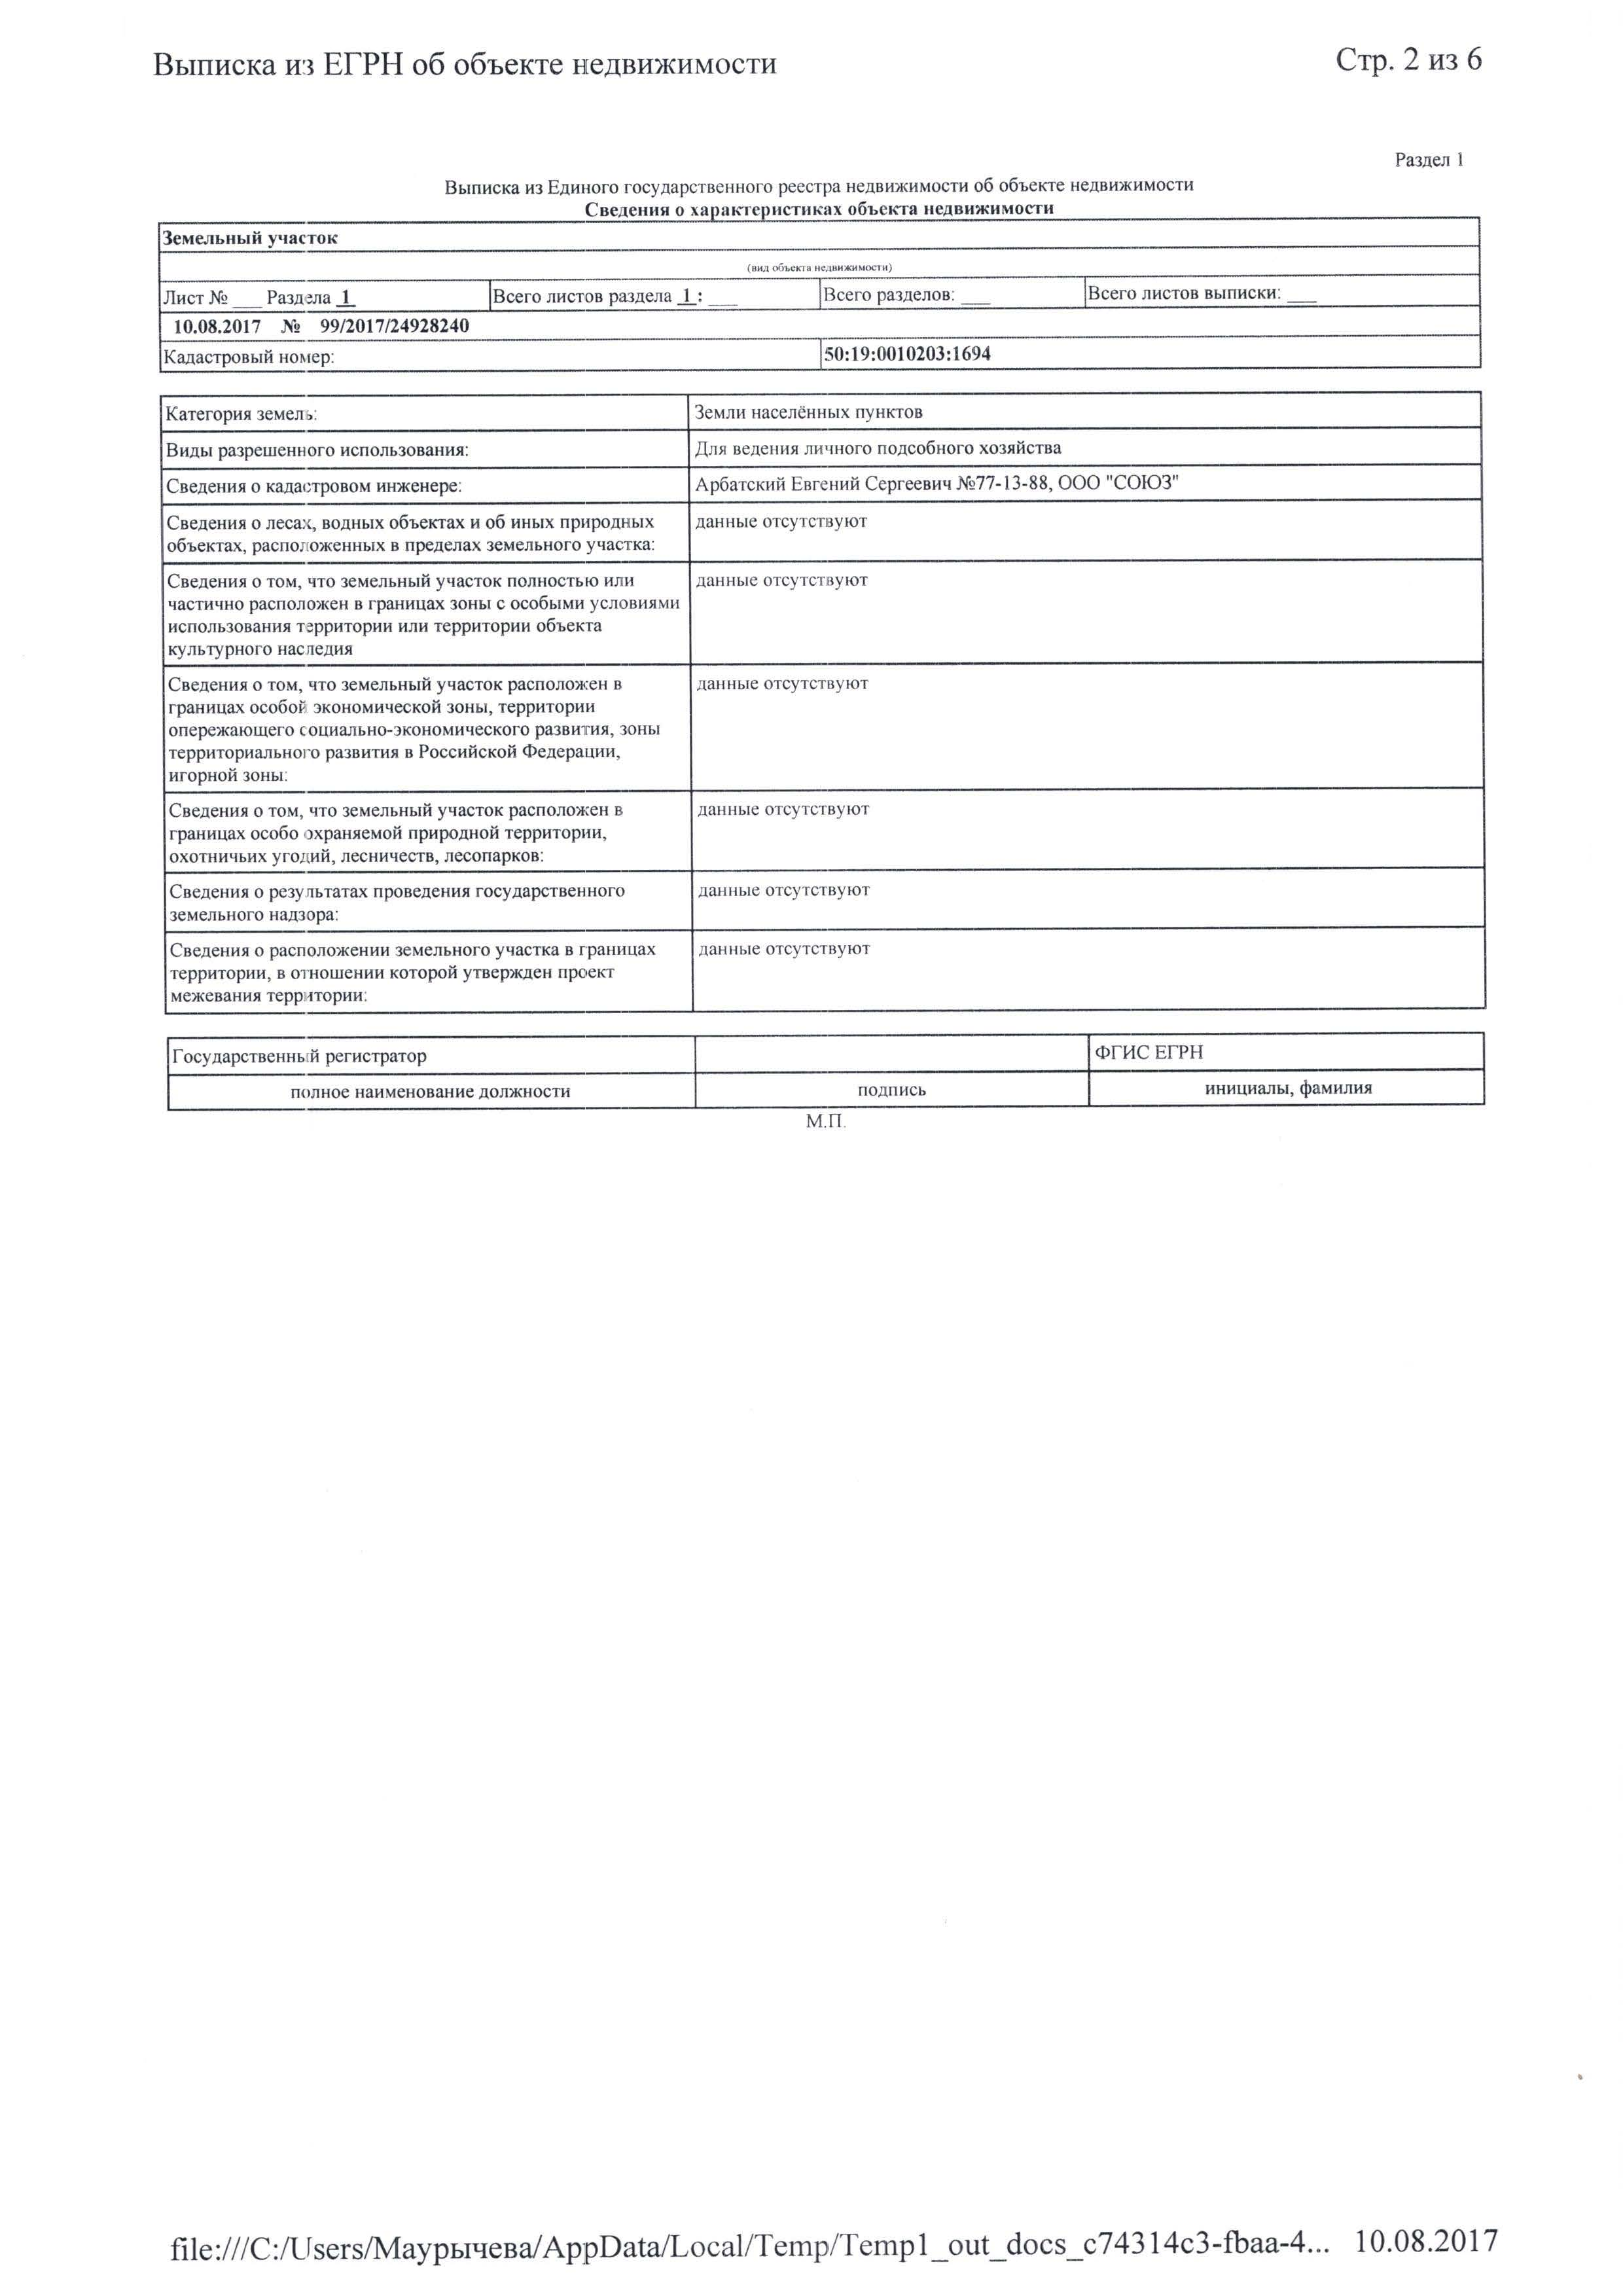 Выписка из ЕГРН об объекте недвижимости
Стр. 2 из 6
Раздел 1
Выписка из Единого государственного реестра недвижимости об объекте недвижимости
Сведения о характеристиках объекта недвижимости
Земельный участок
(вид объекта недвижимости)
Лист № ___ Раздела 1
Всего листов раздела 1 : ___
Всего разделов: ___
Всего листов выписки: ___
10.08.2017 № 99/2017/24928240
Кадастровый номер:
50:19:0010203:1694
Категория земель:
Земли населённых пунктов
Виды разрешенного использования:
Для ведения личного подсобного хозяйства
Сведения о кадастровом инженере:
Арбатский Евгений Сергеевич №77-13-88, ООО "СОЮЗ"
Сведения о лесах, водных объектах и об иных природных
объектах, расположенных в пределах земельного участка:
данные отсутствуют
Сведения о том, что земельный участок полностью или
частично расположен в границах зоны с особыми условиями
использования территории или территории объекта
культурного наследия
данные отсутствуют
Сведения о том, что земельный участок расположен в
границах особой экономической зоны, территории
опережающего социально-экономического развития, зоны
территориального развития в Российской Федерации,
игорной зоны:
данные отсутствуют
Сведения о том, что земельный участок расположен в
границах особо охраняемой природной территории,
охотничьих угодий, лесничеств, лесопарков:
данные отсутствуют
Сведения о результатах проведения государственного
земельного надзора:
данные отсутствуют
Сведения о расположении земельного участка в границах
территории, в отношении которой утвержден проект
межевания территории:
данные отсутствуют
Государственный регистратор
ФГИС ЕГРН
полное наименование должности
подпись
инициалы, фамилия
М.П.
file:///C:/Users/Маурычева/AppData/Local/Temp/Temp1_out_docs_c74314c3-fbaa-4... 10.08.2017